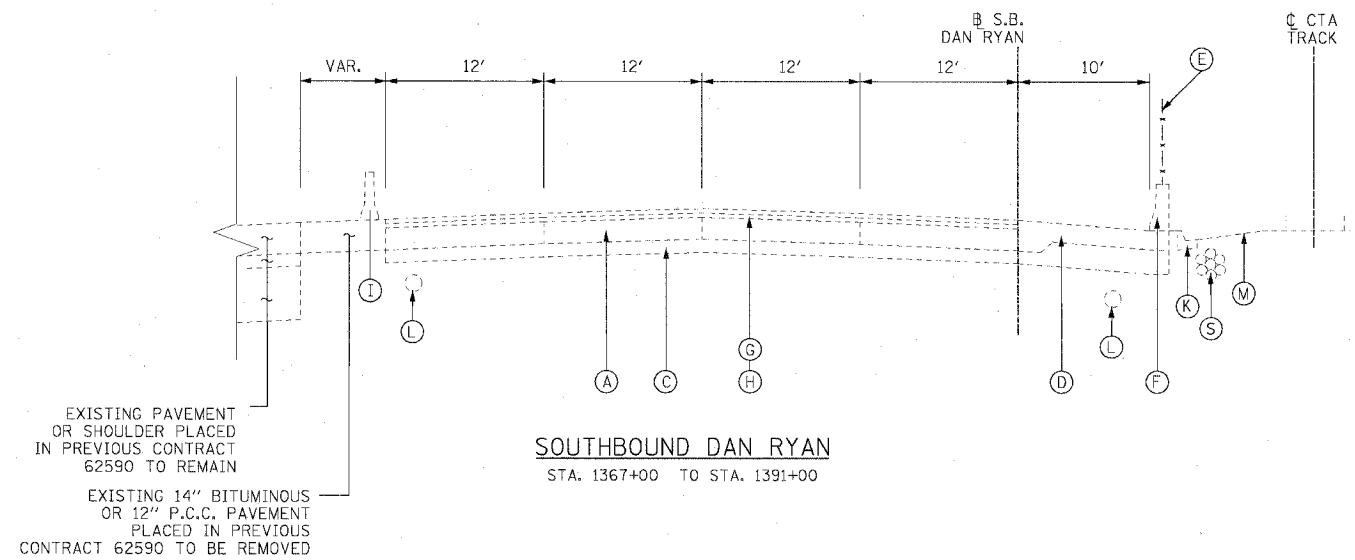 ℄ CTA
TRACK
B S.B.
DAN RYAN
VAR.
12'
12'
12'
12'
10'
E
I
L
A
C
G
H
D
L
F
K
S
M
EXISTING PAVEMENT
OR SHOULDER PLACED
IN PREVIOUS CONTRACT
62590 TO REMAIN
EXISTING 14" BITUMINOUS
OR 12" P.C.C. PAVEMENT
PLACED IN PREVIOUS
CONTRACT 62590 TO BE REMOVED
SOUTHBOUND DAN RYAN
STA. 1367+00 TO STA. 1391+00